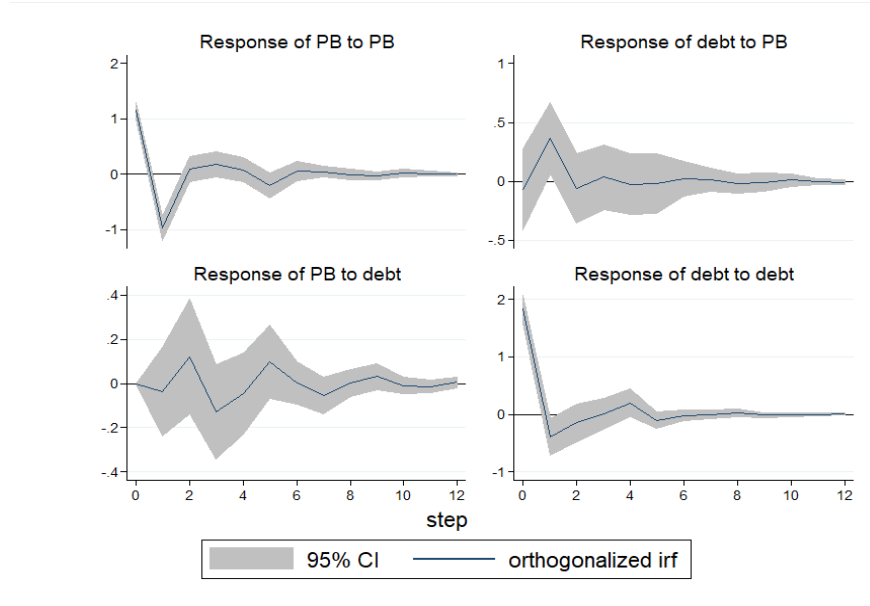 Response of PB to PB
2
1
0
-1
Response of debt to PB
1
.5
0
-.5
Response of PB to debt
.4
.2
0
-.2
-.4
0 2 4 6 8 10 12
Response of debt to debt
2
1
0
-1
0 2 4 6 8 10 12
step
95% CI orthogonalized irf